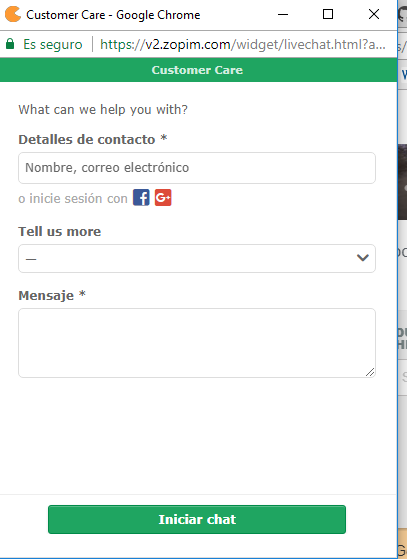 Customer Care - Google Chrome
Es seguro
https://v2.zopim.com/widget/livechat.html?a...
Customer Care
What can we help you with?
Detalles de contacto *
Nombre, correo electrónico
o inicie sesión con f G+
Tell us more
—
Mensaje *
Iniciar chat